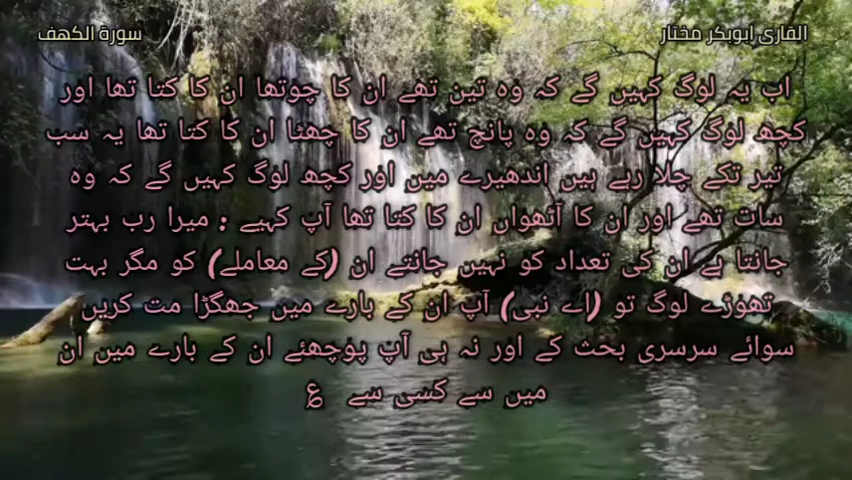 القارئ ابوبکر مختار
سورة الكهف
اب یہ لوگ کہیں گے کہ وہ تین تھے ان کا چوتھا ان کا کتا تھا اور
کچھ لوگ کہیں گے کہ وہ پانچ تھے ان کا چھٹا ان کا کتا تھا یہ سب
تیر تکے چلا رہے ہیں اندھیرے میں اور کچھ لوگ کہیں گے کہ وہ
سات تھے اور ان کا آٹھواں ان کا کتا تھا آپ کہیے : میرا رب بہتر
جانتا ہے ان کی تعداد کو نہیں جانتے ان (کے معاملے) کو مگر بہت
تھوڑے لوگ تو (اے نبی) آپ ان کے بارے میں جھگڑا مت کریں
سوائے سرسری بحث کے اور نہ ہی آپ پوچھئے ان کے بارے میں ان
میں سے کسی سے ؏